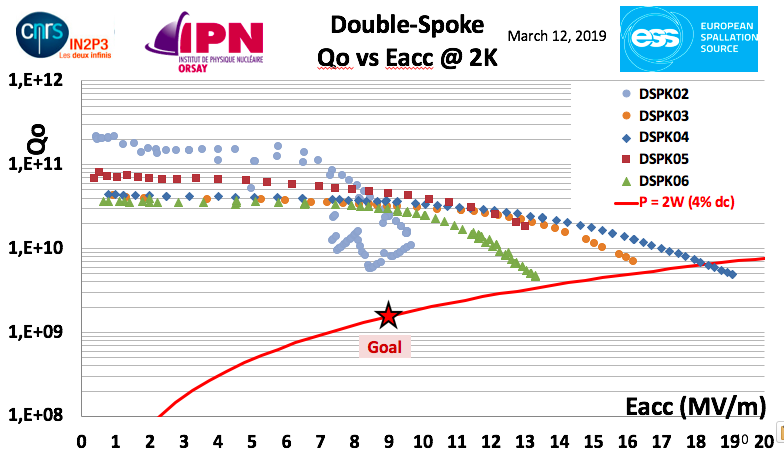 cnrs
IN2P3
Les deux infinis
IPN
INSTITUT DE PHYSIQUE NUCLÉAIRE
ORSAY
Double-Spoke
Qo vs Eacc @ 2K
March 12, 2019
ess
EUROPEAN
SPALLATION
SOURCE
1,E+12
1,E+11
1,E+10
1,E+09
1,E+08
Qo
DSPK02
DSPK03
DSPK04
DSPK05
DSPK06
P = 2W (4% dc)
Goal
Eacc (MV/m)
0 1 2 3 4 5 6 7 8 9 10 11 12 13 14 15 16 17 18 19 0 20